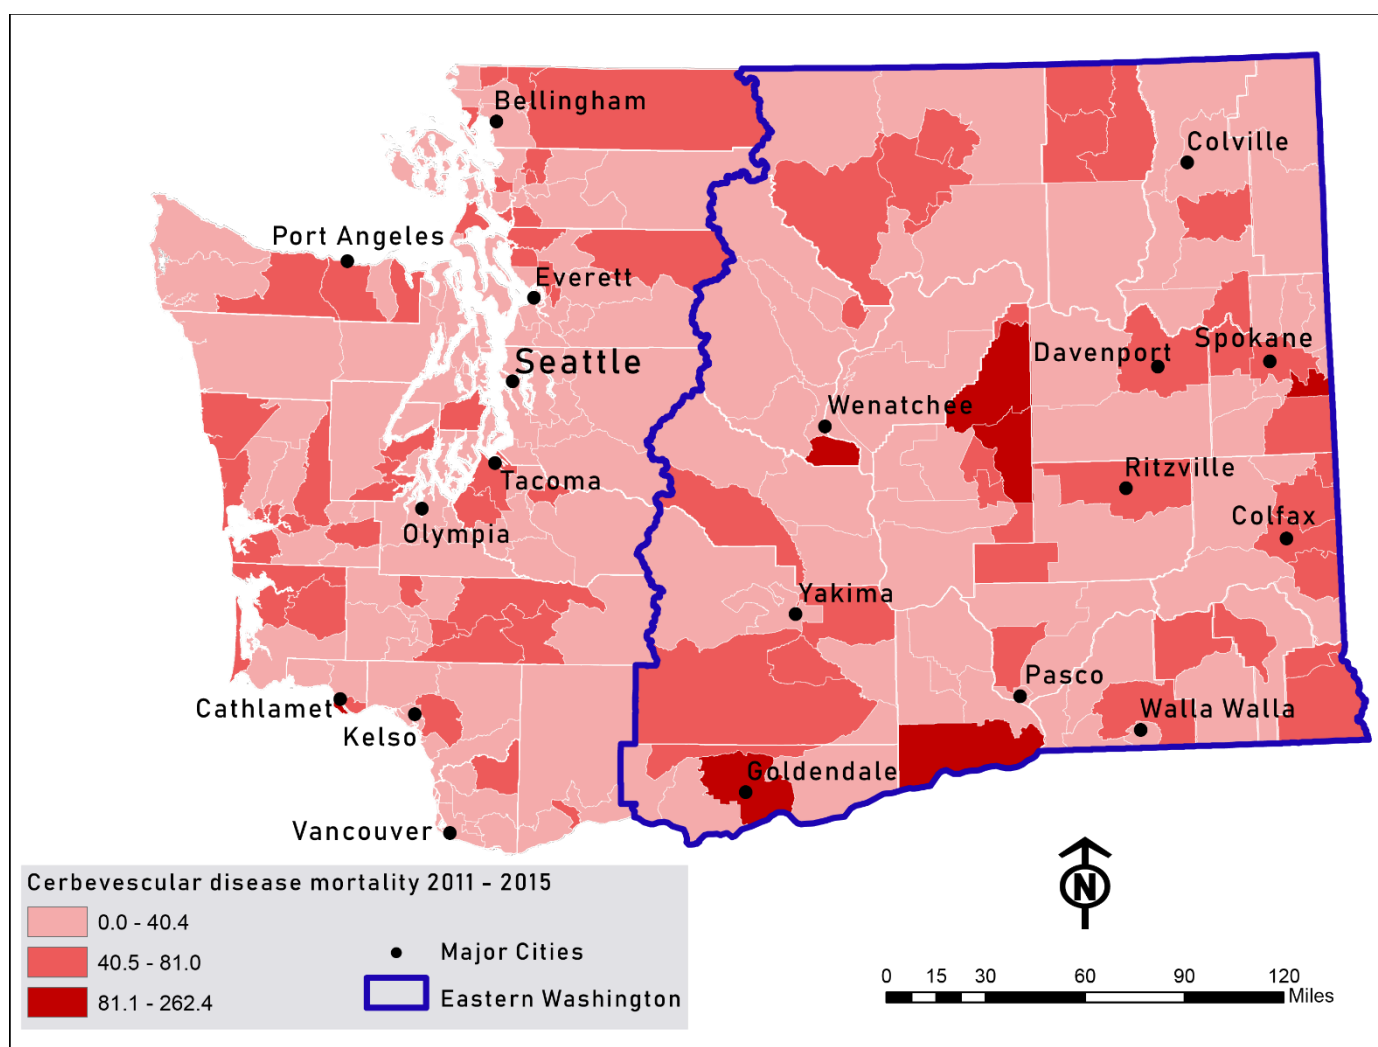 Bellingham
Colville
Port Angeles
Everett
Seattle
Davenport
Spokane
Wenatchee
Ritzville
Tacoma
Olympia
Colfax
Yakima
Pasco
Cathlamet
Walla Walla
Kelso
Goldendale
Vancouver
Cerbevescular disease mortality 2011 - 2015
0.0 - 40.4
40.5 - 81.0
81.1 - 262.4
Major Cities
Eastern Washington
N
0 15 30 60 90 120
Miles